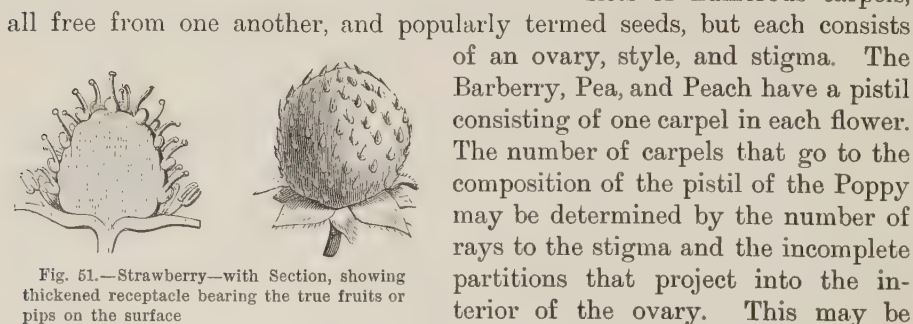 all free from one another, and popularly termed seeds, but each consists
of an ovary, style, and stigma. The
Barberry, Pea, and Peach have a pistil
consisting of one carpel in each flower.
The number of carpels that go to the
composition of the pistil of the Poppy
may be determined by the number of
rays to the stigma and the incomplete
partitions that project into the in-
terior of the ovary. This may be
Fig. 51.—Strawberry—with Section, showing
thickened receptacle bearing the true fruits or
pips on the surface